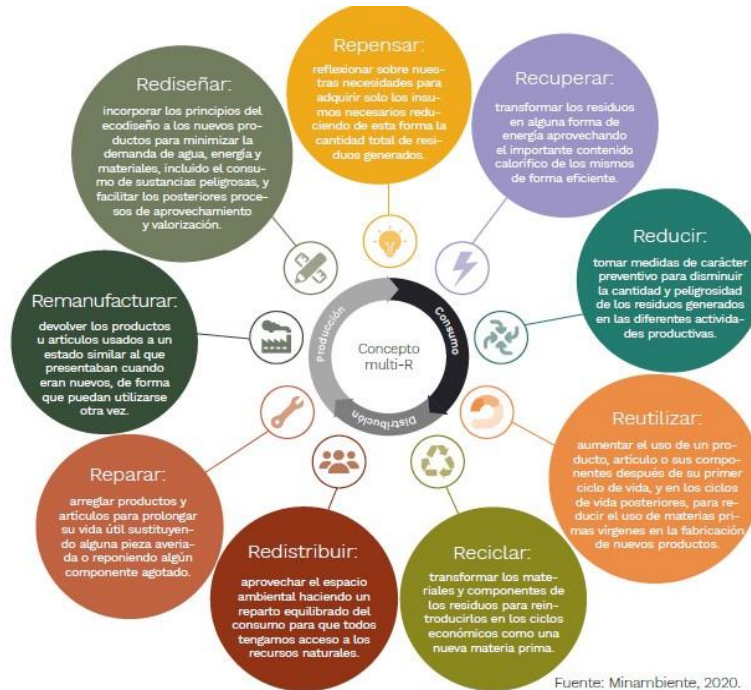 Repensar:
reflexionar sobre nues-
tras necesidades para
adquirir solo los insu-
mos necesarios redu-
ciendo de esta forma la
cantidad total de resi-
duos generados.
Recuperar:
transformar los residuos
en alguna forma de
energía aprovechando
el importante contenido
calorífico de los mismos
de forma eficiente.
Reducir:
tomar medidas de carácter
preventivo para disminuir
la cantidad y peligrosidad
de los residuos generados
en las diferentes activida-
des productivas.
Reutilizar:
aumentar el uso de un pro-
ducto, artículo o sus compo-
nentes después de su primer
ciclo de vida, y en los ciclos
de vida posteriores, para re-
ducir el uso de materias pri-
mas vírgenes en la fabricación
de nuevos productos.
Reciclar:
transformar los mate-
riales y componentes de
los residuos para rein-
troducirlos en los ciclos
económicos como una
nueva materia prima.
Redistribuir:
aprovechar el espacio
ambiental haciendo un
reparto equilibrado del
consumo para que todos
tengamos acceso a los
recursos naturales.
Reparar:
arreglar productos y
artículos para prolongar
su vida útil sustituyen-
do alguna pieza averia-
da o reponiendo algún
componente agotado.
Remanufacturar:
devolver los productos
u artículos usados a un
estado similar al que
presentaban cuando
eran nuevos, de forma
que puedan utilizarse
otra vez.
Rediseñar:
incorporar los principios del
ecodiseño a los nuevos pro-
ductos para minimizar la
demanda de agua, energía y
materiales, incluido el consu-
mo de sustancias peligrosas, y
facilitar los posteriores proce-
sos de aprovechamiento
y valorización.
Producción
Consumo
Distribución
Concepto
multi-R
Fuente: Minambiente, 2020.